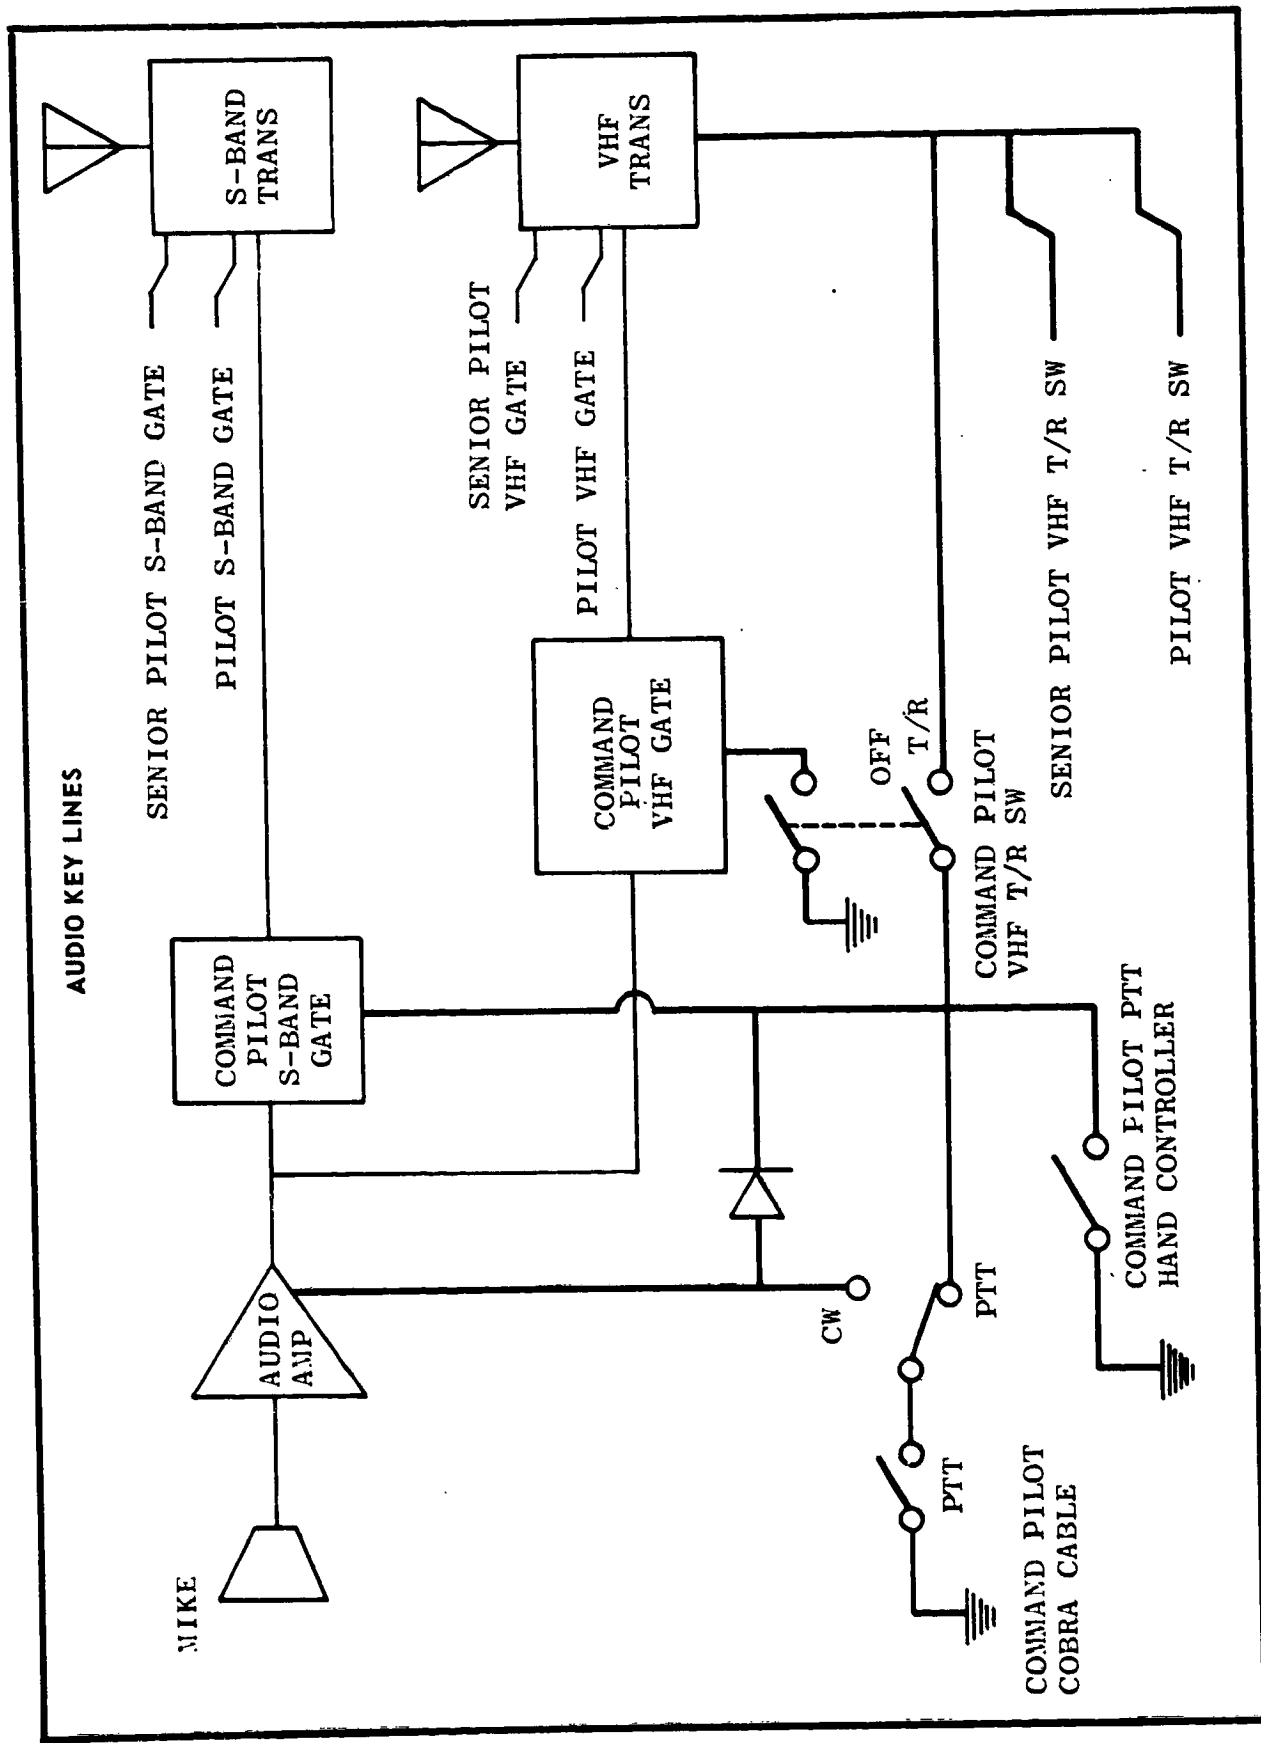 AUDIO KEY LINES
MIKE
AUDIO
AMP
COMMAND
PILOT
S-BAND
GATE
SENIOR PILOT S-BAND GATE
PILOT S-BAND GATE
S-BAND
TRANS
SENIOR PILOT
VHF GATE
PILOT VHF GATE
VHF
TRANS
COMMAND
PILOT
VHF GATE
CW
PTT
PTT
OFF
T/R
COMMAND PILOT
VHF T/R SW
COMMAND PILOT
COBRA CABLE
COMMAND PILOT PTT
HAND CONTROLLER
SENIOR PILOT VHF T/R SW
PILOT VHF T/R SW